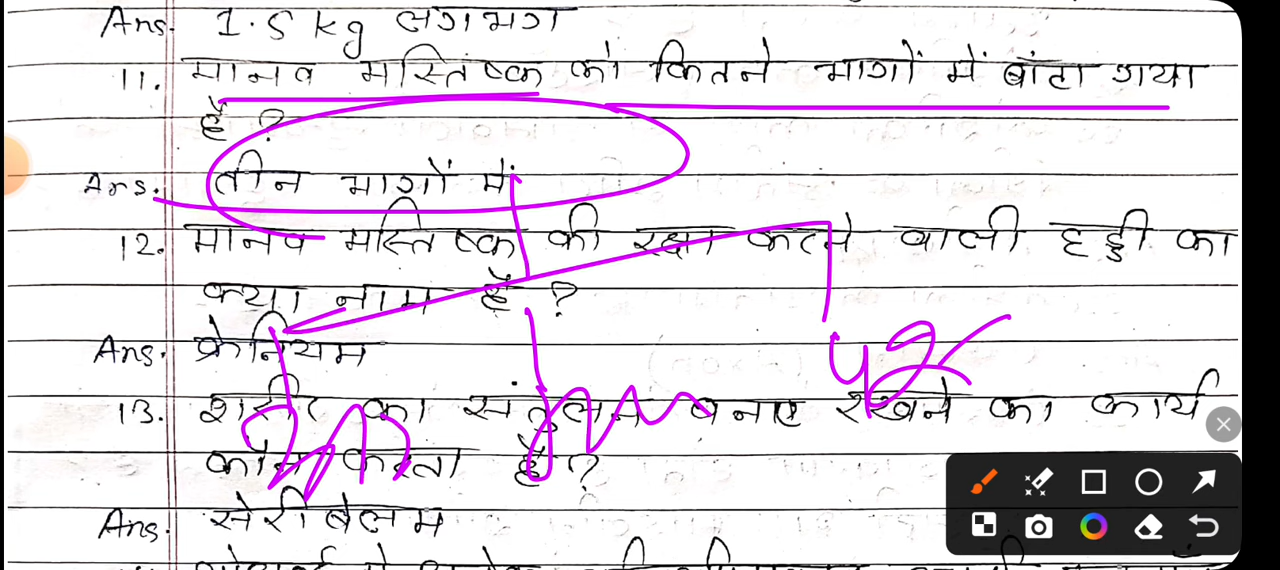 Ans. 1.5 kg लगभग
11. मानव मस्तिष्क को कितने भागों में बांटा गया
है ?
Ans. तीन भागों में
12. मानव मस्तिष्क की रक्षा करने वाली हड्डी का
क्या नाम है ?
Ans. क्रेनियम
13. शरीर का संतुलन बनाए रखने का कार्य
कौन करता है ?
Ans. सेरीबेलम